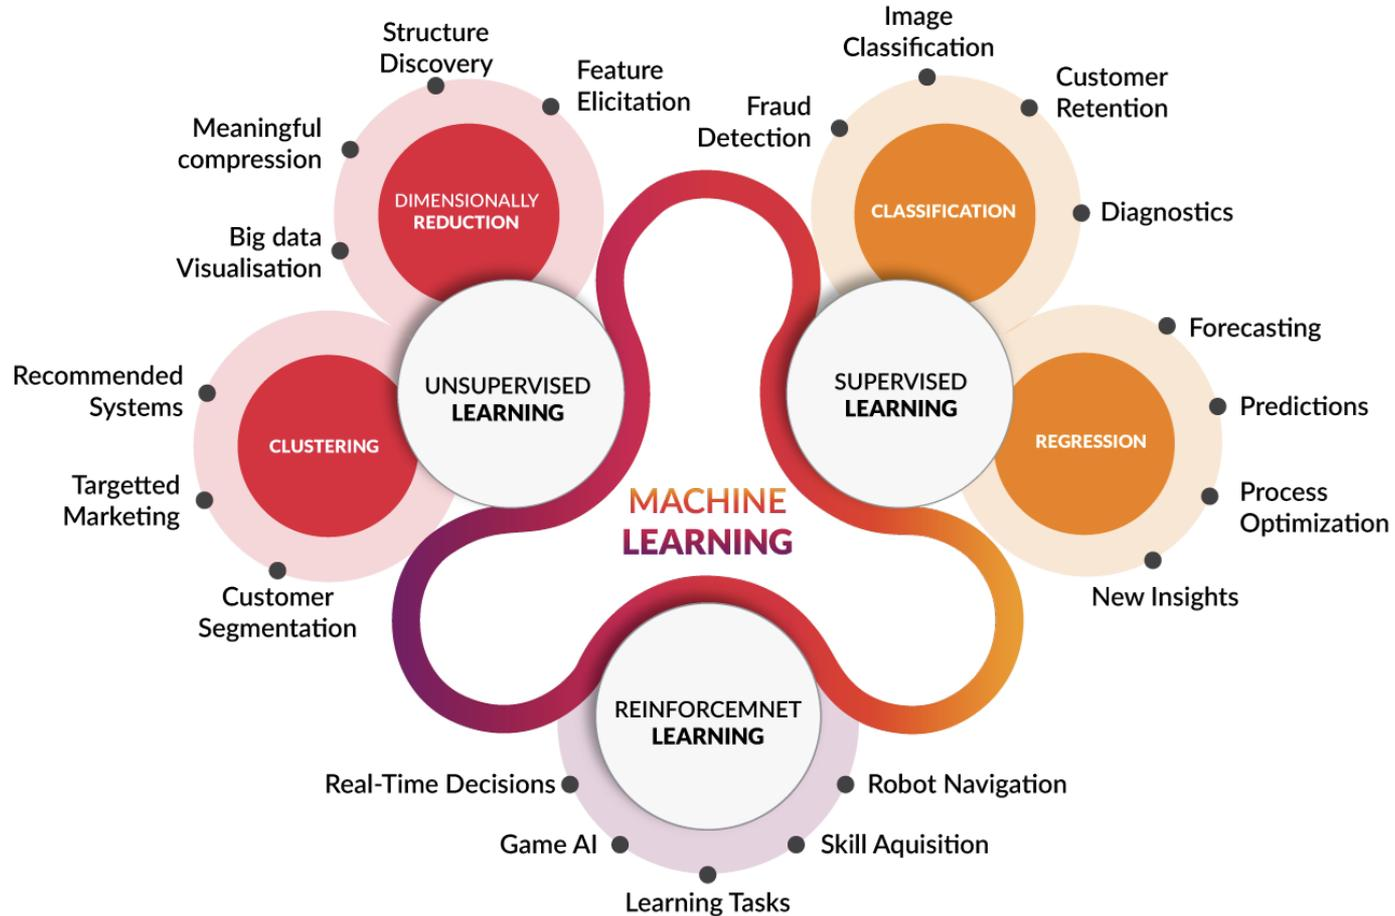 Structure
Discovery
Feature
Elicitation
Meaningful
compression
Big data
Visualisation
DIMENSIONALLY
REDUCTION
Recommended
Systems
Targetted
Marketing
Customer
Segmentation
CLUSTERING
UNSUPERVISED
LEARNING
Image
Classification
Fraud
Detection
Customer
Retention
Diagnostics
CLASSIFICATION
SUPERVISED
LEARNING
Forecasting
Predictions
Process
Optimization
New Insights
REGRESSION
MACHINE
LEARNING
REINFORCEMNET
LEARNING
Real-Time Decisions
Game AI
Learning Tasks
Skill Aquisition
Robot Navigation